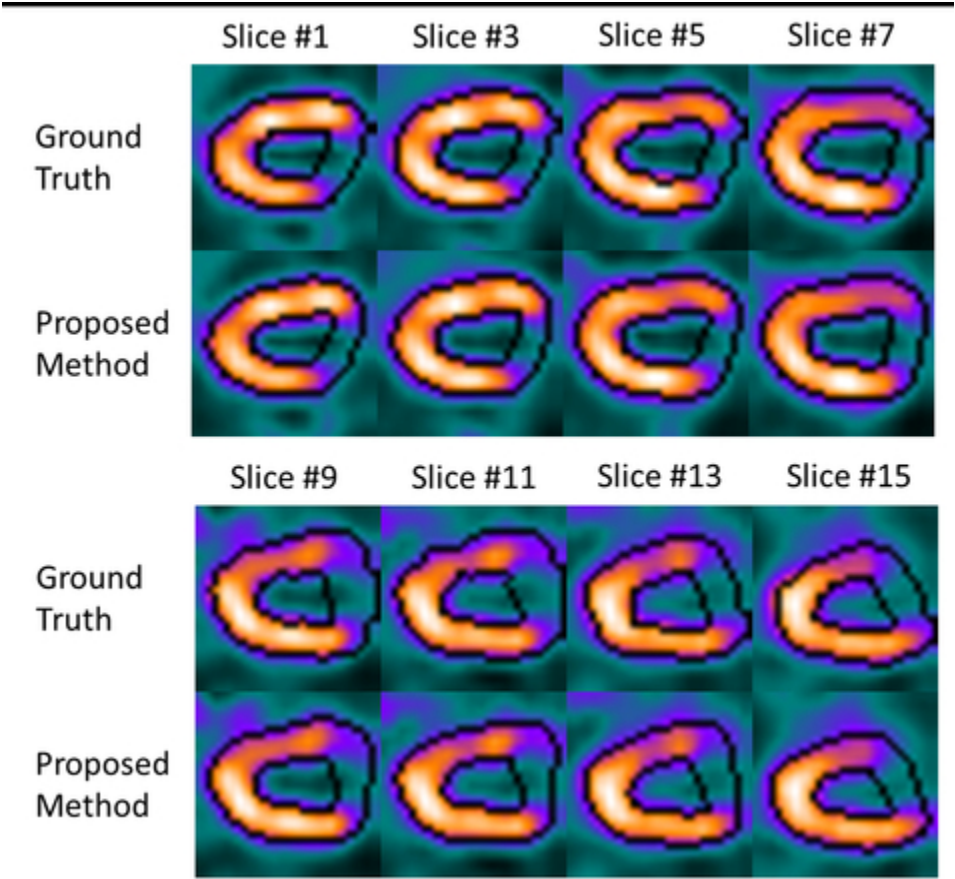 Slice #1 Slice #3 Slice #5 Slice #7
Ground
Truth
Proposed
Method
Slice #9 Slice #11 Slice #13 Slice #15
Ground
Truth
Proposed
Method